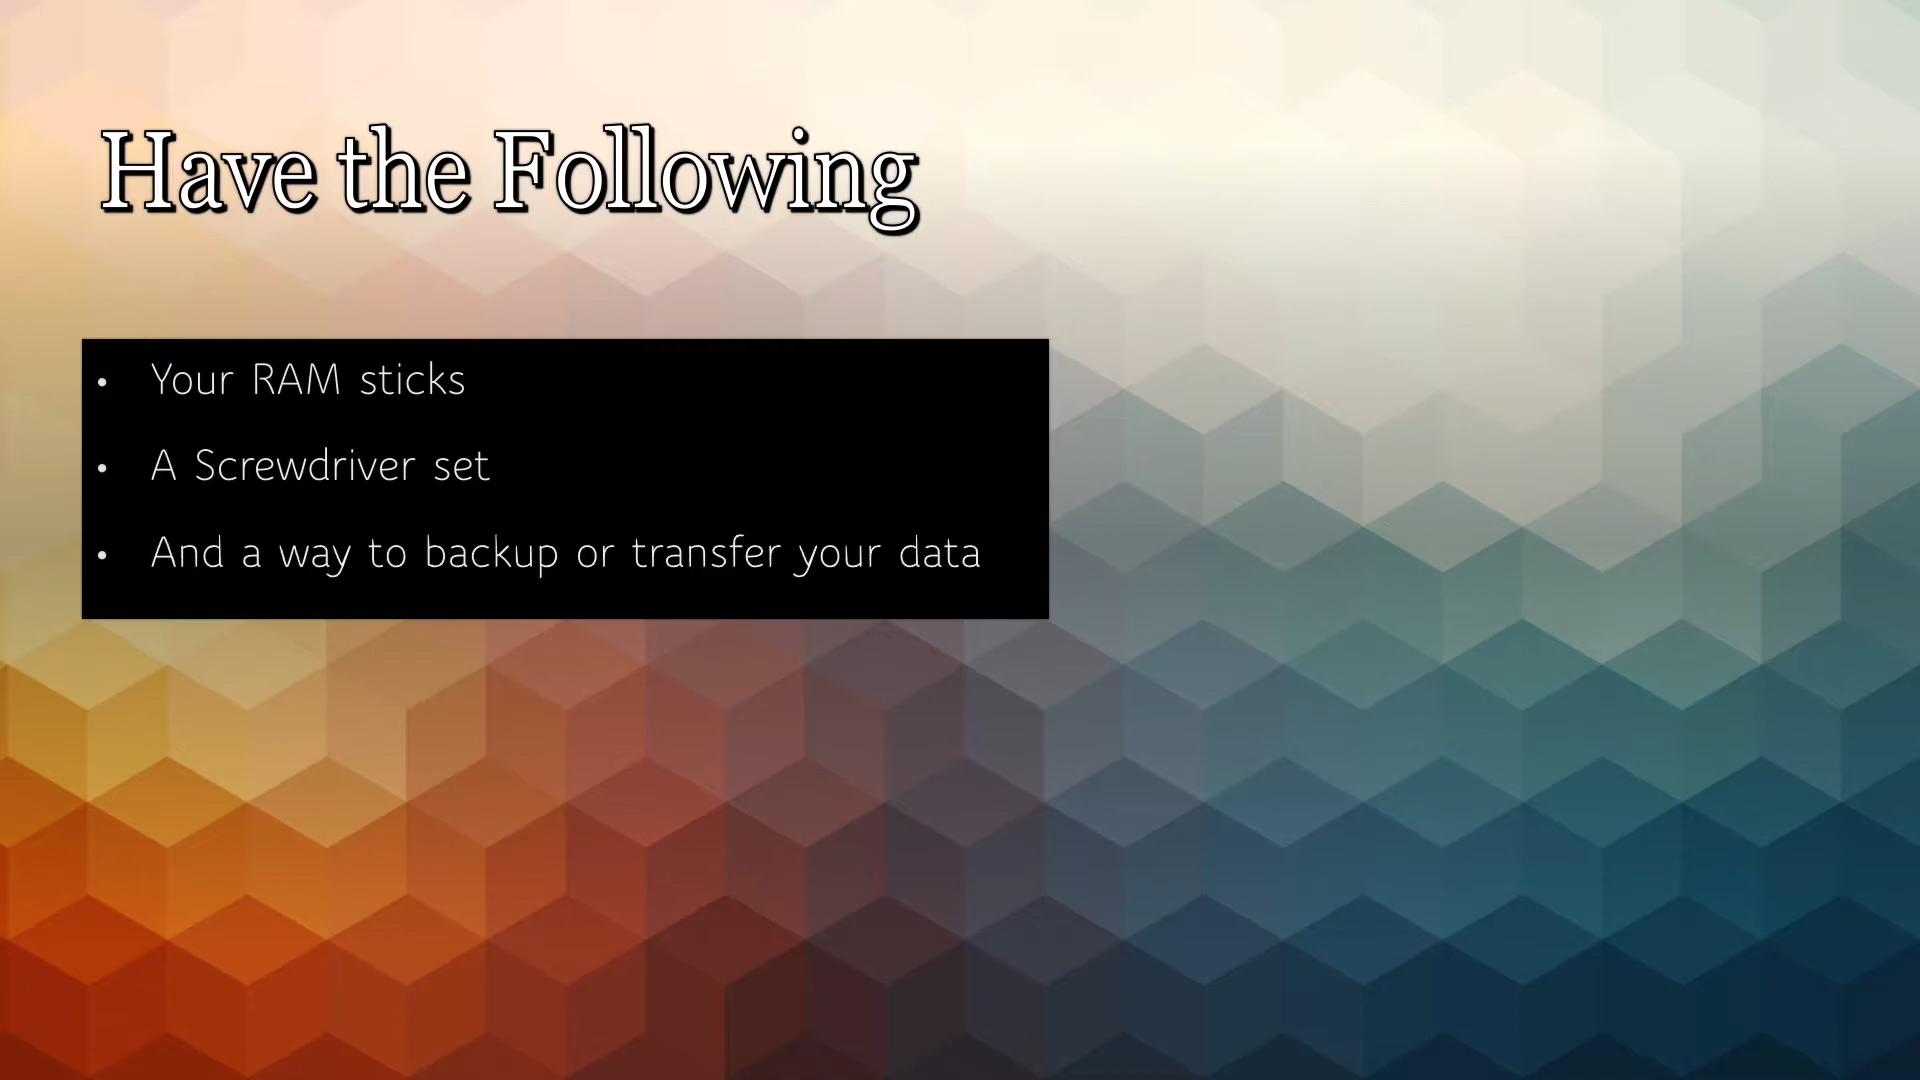 Have the Following
• Your RAM sticks
• A Screwdriver set
• And a way to backup or transfer your data